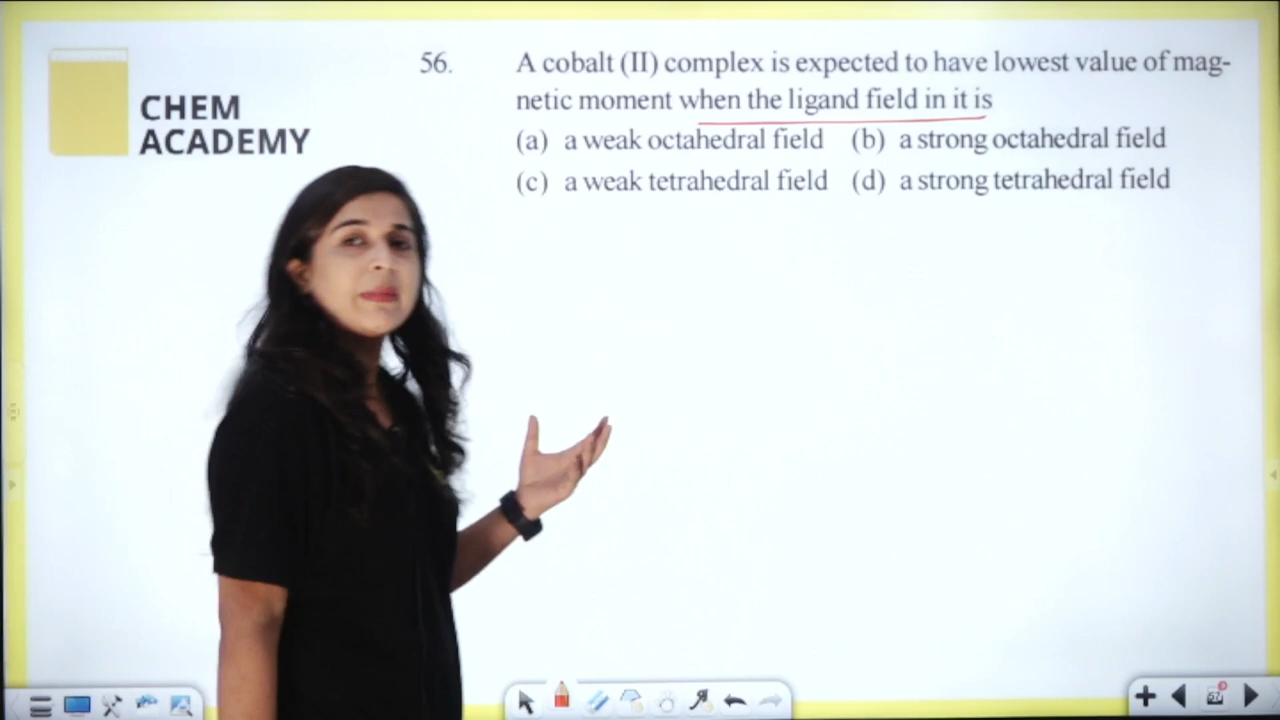 CHEM
ACADEMY
56. A cobalt (II) complex is expected to have lowest value of mag-
netic moment when the ligand field in it is
(a) a weak octahedral field (b) a strong octahedral field
(c) a weak tetrahedral field (d) a strong tetrahedral field